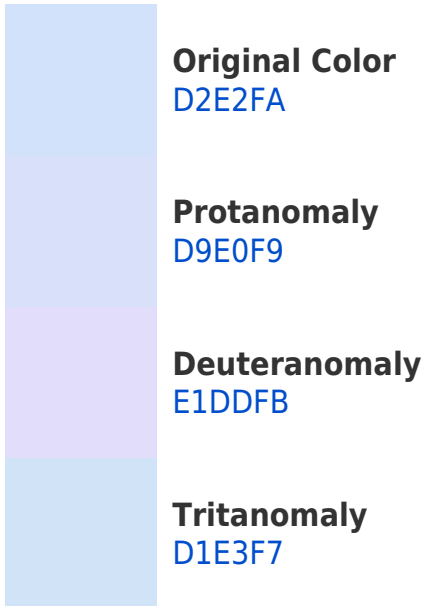 Original Color
D2E2FA
Protanomaly
D9E0F9
Deuteranomaly
E1DDFB
Tritanomaly
D1E3F7